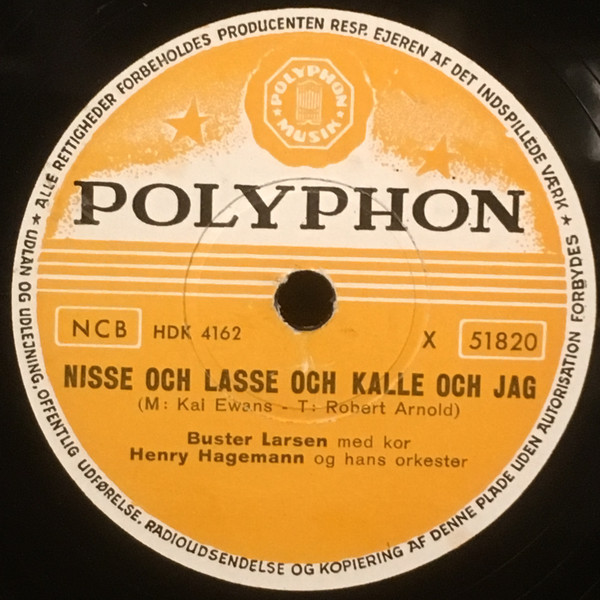 ★ ALLE RETTIGHEDER FORBEHOLDES PRODUCENTEN RESP. EJEREN AF DET INDSPILLEDE VÆRK ★
UDLAN OG UDLEJNING, OFFENTLIG UDFØRELSE, RADIOUDSENDELSE OG KOPIERING AF DENNE PLADE UDEN AUTORISATION FORBYDES
POLYPHON
MUSIK
POLYPHON
NCB HDK 4162 X 51820
NISSE OCH LASSE OCH KALLE OCH JAG
(M: Kai Ewans - T: Robert Arnold)
Buster Larsen med kor
Henry Hagemann og hans orkester